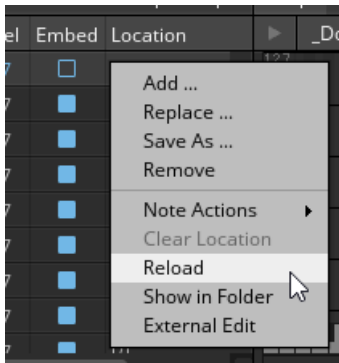 el Embed Location _Do
127
Add ...
Replace ...
Save As ...
Remove
Note Actions
Clear Location
Reload
Show in Folder
External Edit